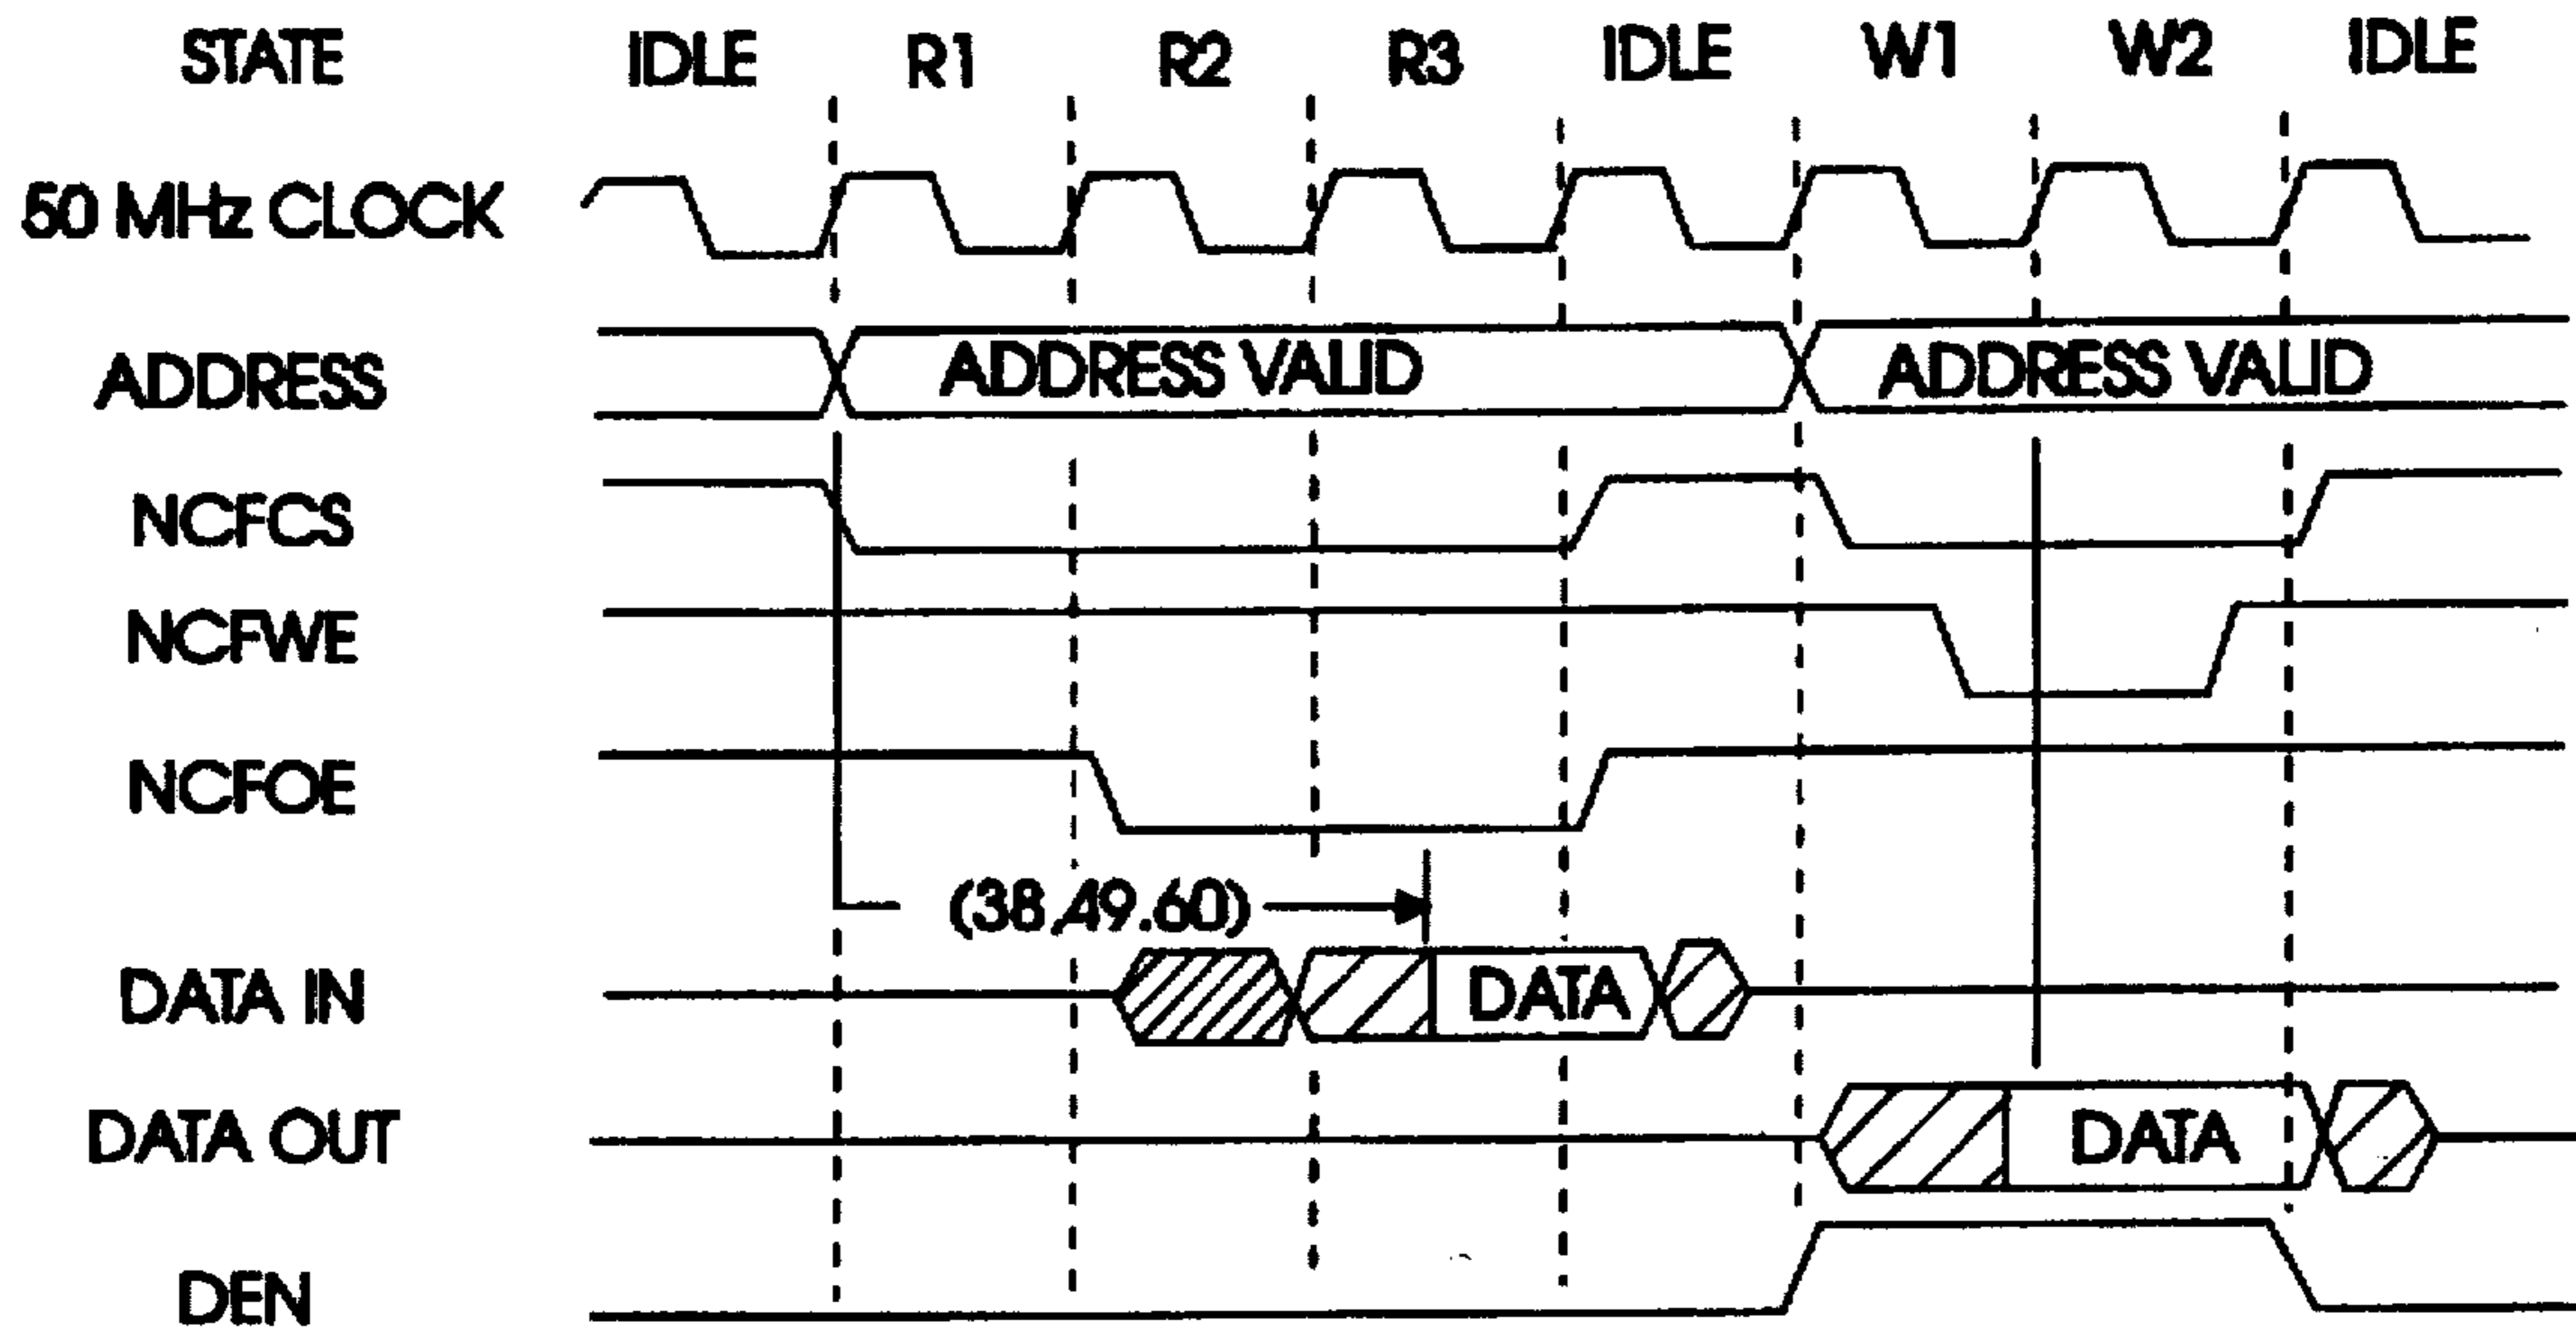 STATE IDLE R1 R2 R3 IDLE W1 W2 IDLE
50 MHz CLOCK
ADDRESS ADDRESS VALID ADDRESS VALID
NCFCS
NCFWE
NCFOE
(38,49.60)
DATA IN DATA
DATA OUT DATA
DEN